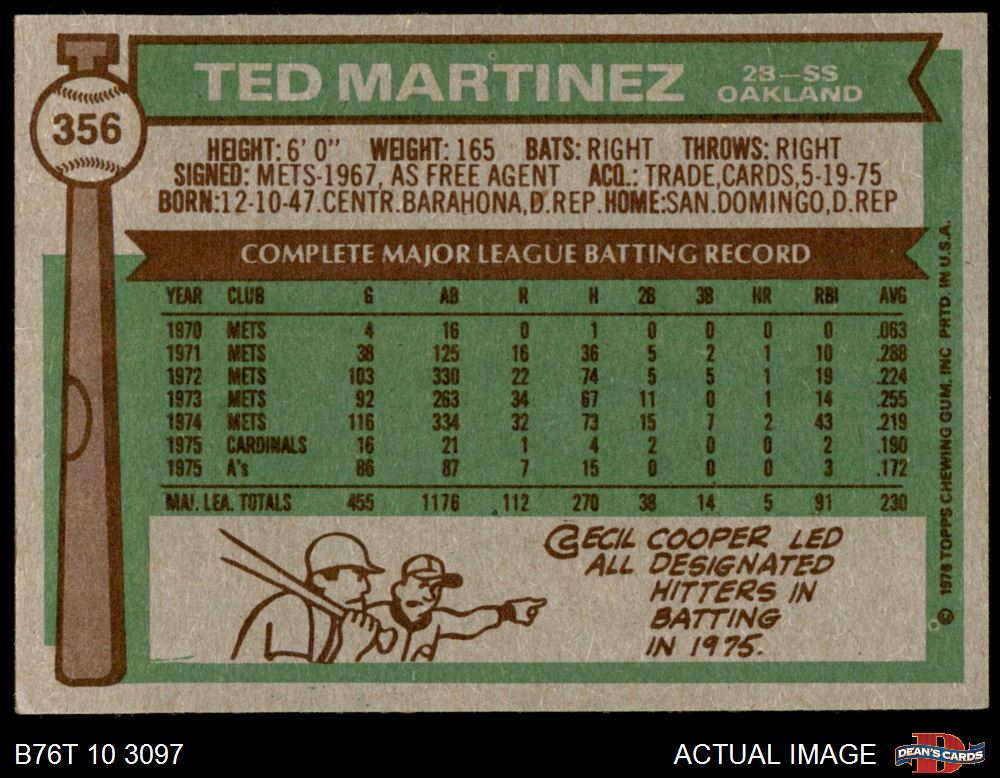 TED MARTINEZ
2B—SS
OAKLAND
356
HEIGHT: 6' 0" WEIGHT: 165 BATS: RIGHT THROWS: RIGHT
SIGNED: METS-1967, AS FREE AGENT ACQ.: TRADE,CARDS,5-19-75
BORN:12-10-47.CENTR.BARAHONA,D.REP.HOME:SAN.DOMINGO,D.REP
COMPLETE MAJOR LEAGUE BATTING RECORD
YEAR CLUB G AB R H 2B 3B HR RBI AVG
1970 METS 4 16 0 1 0 0 0 0 .063
1971 METS 38 125 16 36 5 2 1 10 .288
1972 METS 103 330 22 74 5 5 1 19 .224
1973 METS 92 263 34 67 11 0 1 14 .255
1974 METS 116 334 32 73 15 7 2 43 .219
1975 CARDINALS 16 21 1 4 2 0 0 2 .190
1975 A's 86 87 7 15 0 0 0 3 .172
MAJ. LEA. TOTALS 455 1176 112 270 38 14 5 91 230
CECIL COOPER LED
ALL DESIGNATED
HITTERS IN
BATTING
IN 1975.
© 1976 TOPPS CHEWING GUM, INC PRTD. IN U.S.A.
B76T 10 3097
ACTUAL IMAGE
DEAN'S CARDS